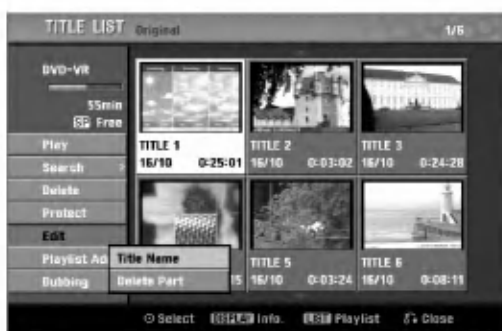 TITLE LIST Original 1/6
DVD-VR
55min
SP Free
Play
Search >
Delete
Protect
Edit
Playlist Ad
Dubbing
Title Name
Delete Part
TITLE 1
16/10 0:25:01
TITLE 2
16/10 0:03:02
TITLE 3
16/10 0:24:28
15
TITLE 5
16/10 0:03:24
TITLE 6
16/10 0:08:11
Select DISPLAY Info. LIST Playlist Close